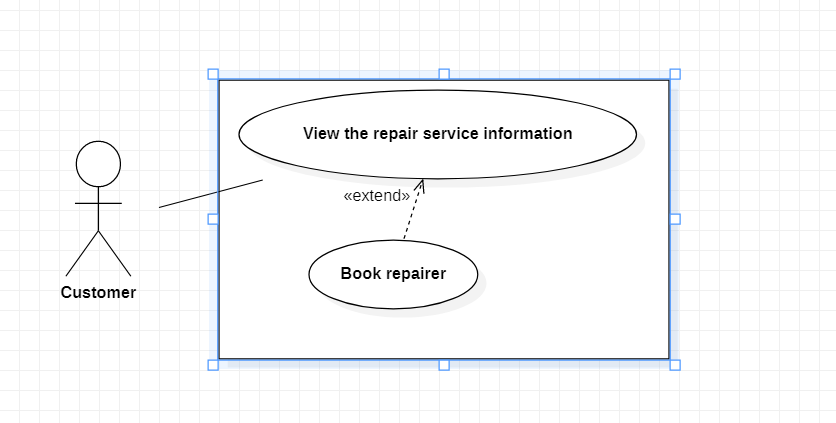 View the repair service information
«extend»
Book repairer
Customer